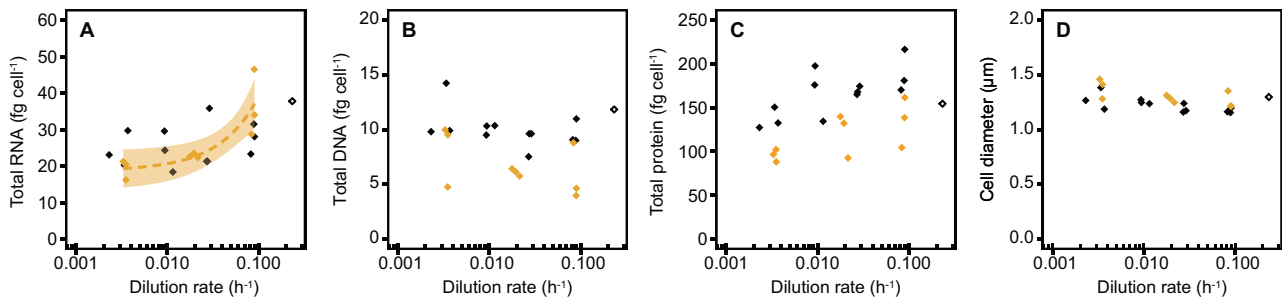 A
Total RNA (fg cell⁻¹)
60
50
40
30
20
10
0
0.001
0.010
0.100
Dilution rate (h⁻¹)
B
Total DNA (fg cell⁻¹)
20
15
10
5
0
0.001
0.010
0.100
Dilution rate (h⁻¹)
C
Total protein (fg cell⁻¹)
250
200
150
100
50
0
0.001
0.010
0.100
Dilution rate (h⁻¹)
D
Cell diameter (μm)
2.0
1.5
1.0
0.5
0.0
0.001
0.010
0.100
Dilution rate (h⁻¹)